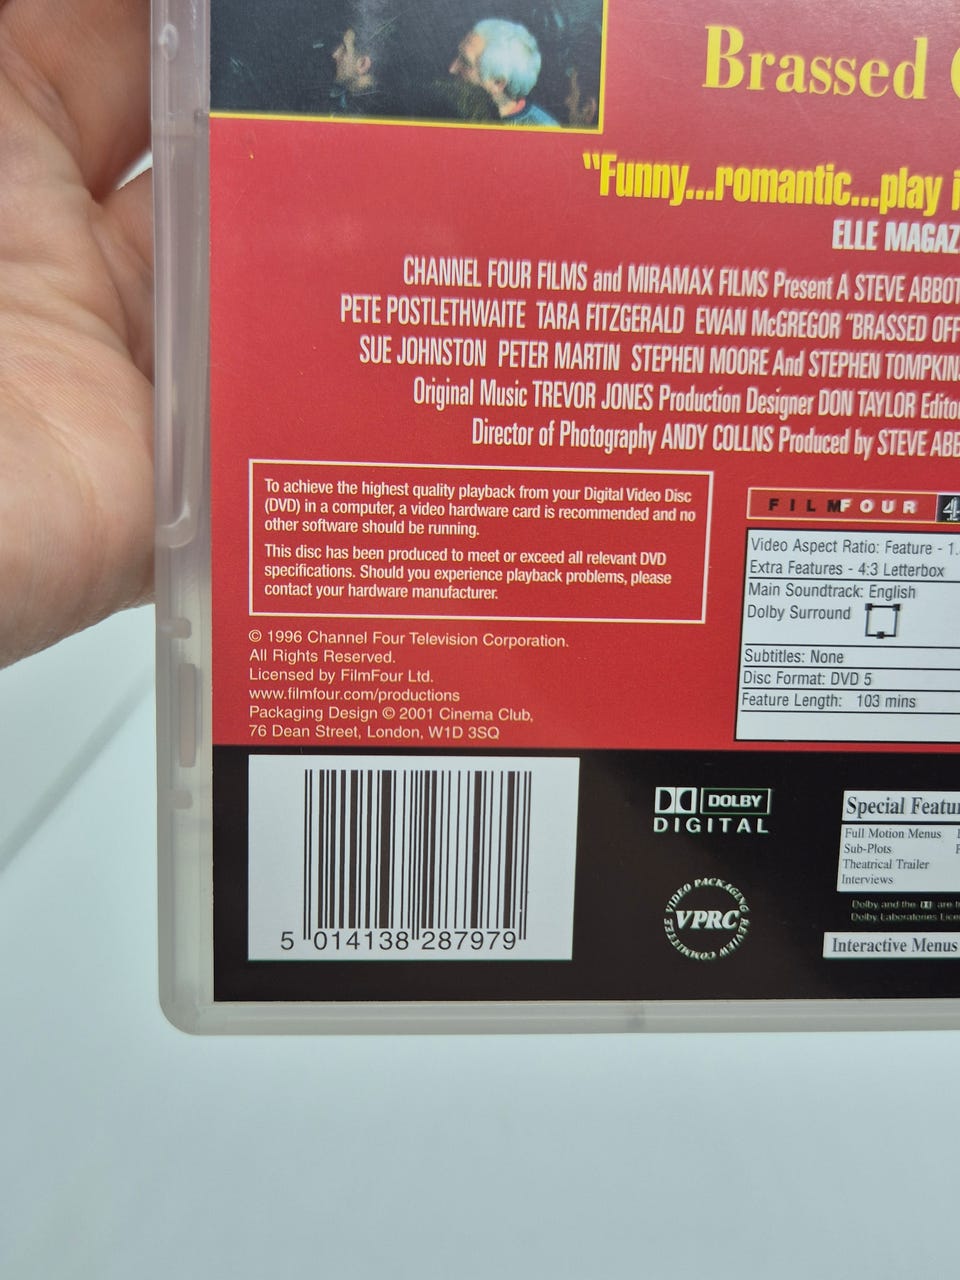 Brassed
"Funny...romantic...play
ELLE MAGAZ
CHANNEL FOUR FILMS and MIRAMAX FILMS Present A STEVE ABBOT
PETE POSTLETHWAITE TARA FITZGERALD EWAN McGREGOR "BRASSED OFF
SUE JOHNSTON PETER MARTIN STEPHEN MOORE And STEPHEN TOMPKIN
Original Music TREVOR JONES Production Designer DON TAYLOR Editor
Director of Photography ANDY COLLNS Produced by STEVE ABB
To achieve the highest quality playback from your Digital Video Disc
(DVD) in a computer, a video hardware card is recommended and no
other software should be running.
This disc has been produced to meet or exceed all relevant DVD
specifications. Should you experience playback problems, please
contact your hardware manufacturer.
© 1996 Channel Four Television Corporation.
All Rights Reserved.
Licensed by FilmFour Ltd.
www.filmfour.com/productions
Packaging Design © 2001 Cinema Club,
76 Dean Street, London, W1D 3SQ
FILMFOUR 4
Video Aspect Ratio: Feature - 1.
Extra Features - 4:3 Letterbox
Main Soundtrack: English
Dolby Surround
Subtitles: None
Disc Format: DVD 5
Feature Length: 103 mins
5 014138 287979
DOLBY
DIGITAL
VIDEO PACKAGING REVIEW COMMITTEE
VPRC
Special Featu
Full Motion Menus
Sub-Plots
Theatrical Trailer
Interviews
Dolby and the are
Dolby Laboratories
Interactive Menus